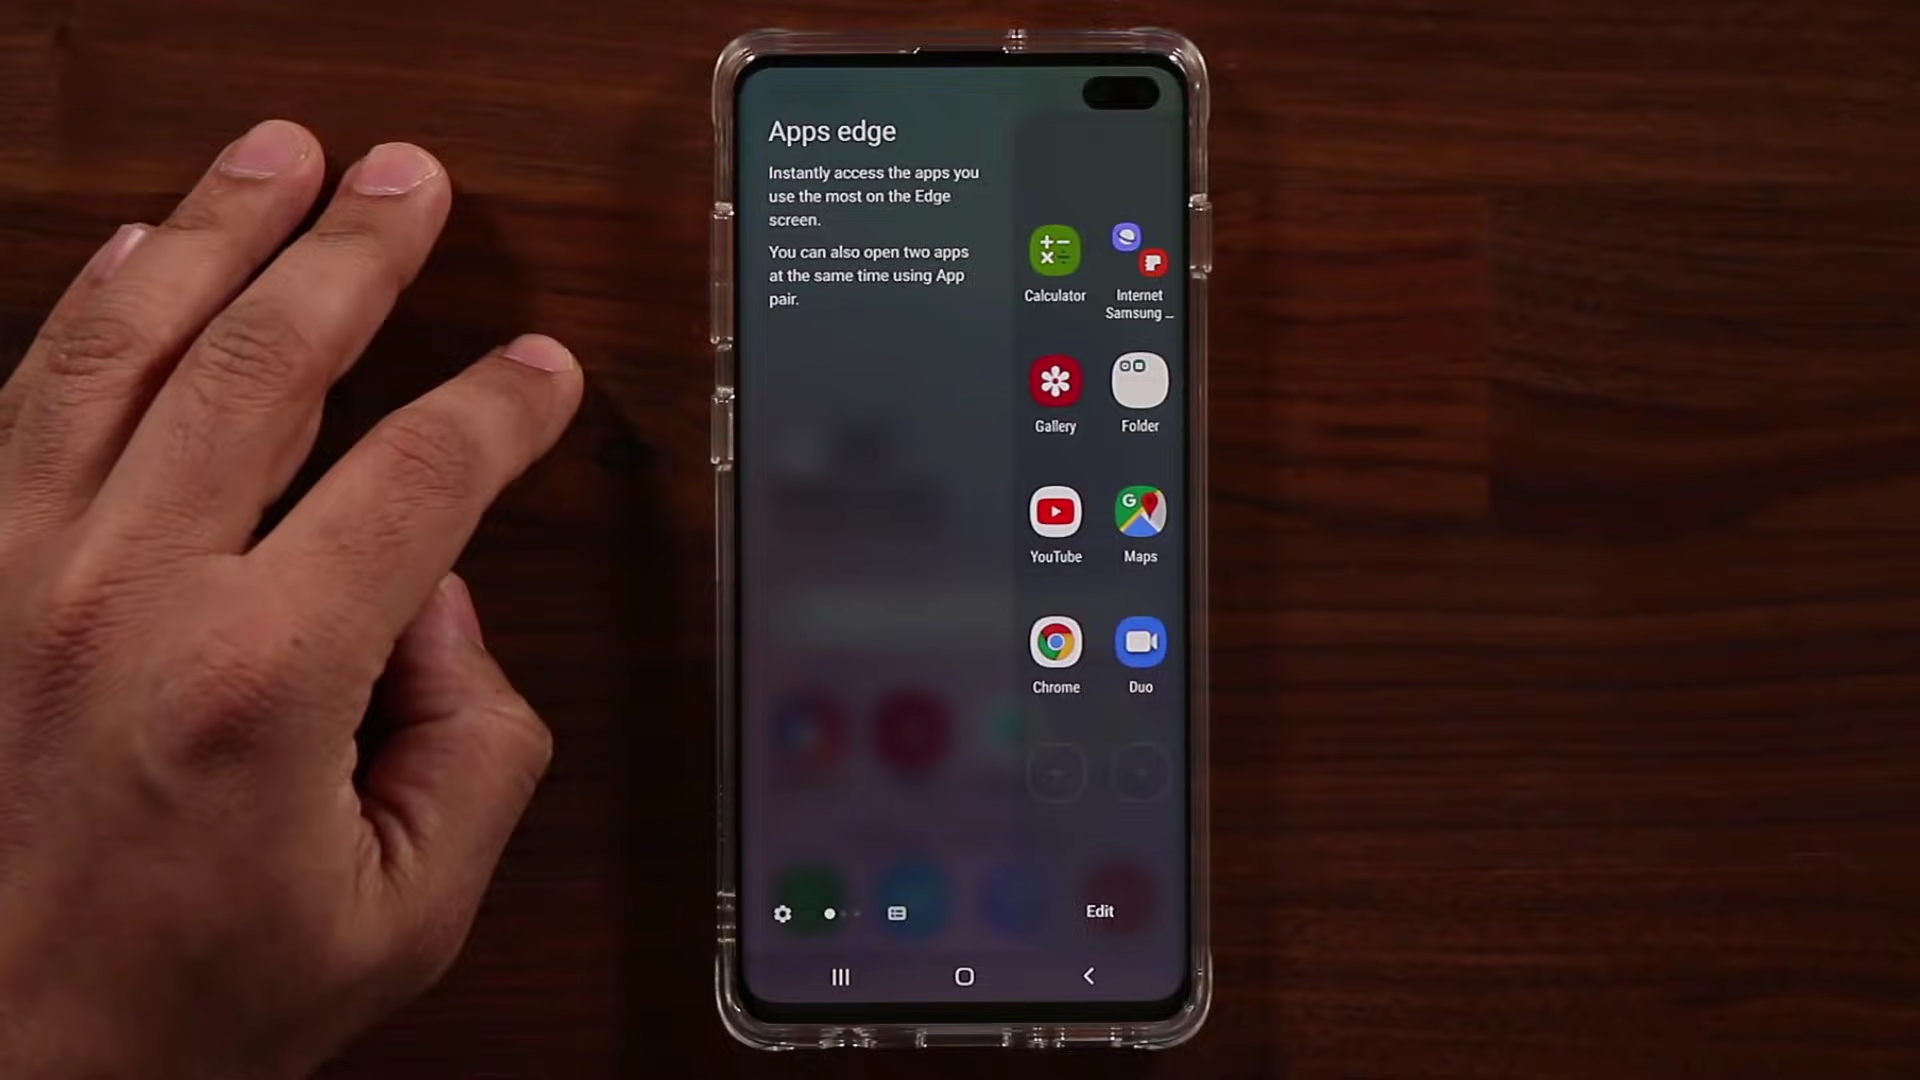 Apps edge
Instantly access the apps you
use the most on the Edge
screen.
You can also open two apps
at the same time using App
pair.
Calculator
Internet
Samsung ...
Gallery
Folder
YouTube
G
Maps
Chrome
Duo
Edit